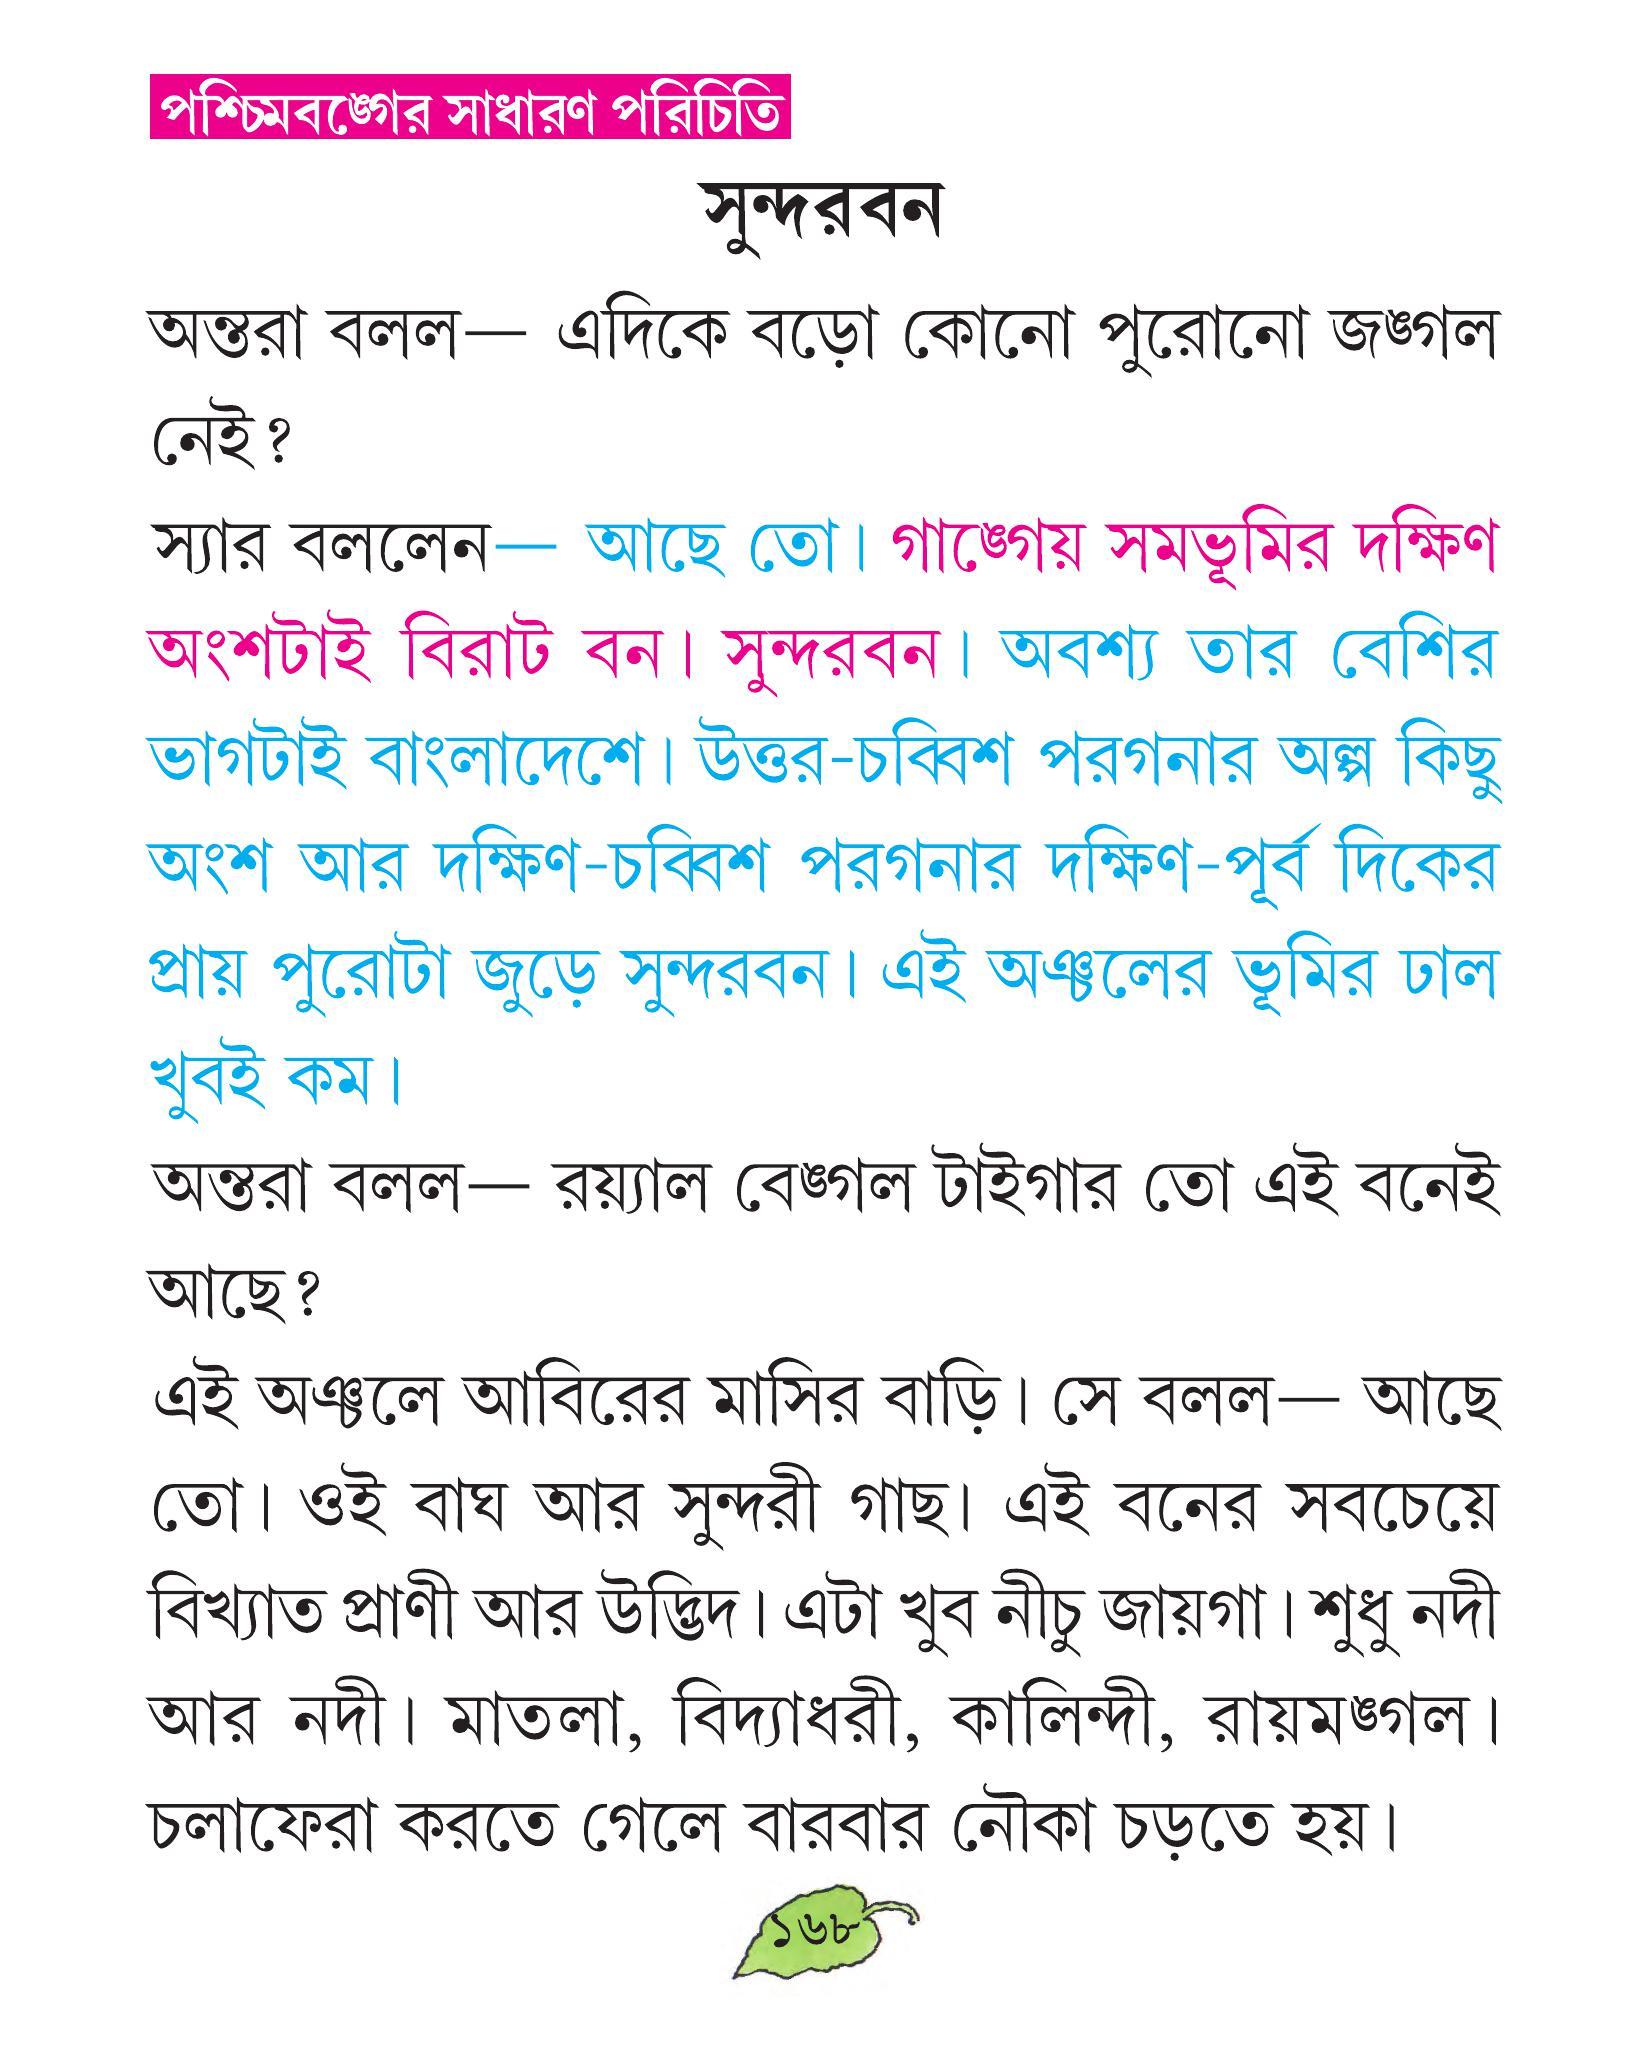 পশ্চিমবঙ্গের সাধারণ পরিচিতি
সুন্দরবন
অন্তরা বলল— এদিকে বড়ো কোনো পুরোনো জঙ্গল
নেই?
স্যার বললেন— আছে তো। গাঙ্গেয় সমভূমির দক্ষিণ
অংশটাই বিরাট বন। সুন্দরবন। অবশ্য তার বেশির
ভাগটাই বাংলাদেশে। উত্তর-চব্বিশ পরগনার অল্প কিছু
অংশ আর দক্ষিণ-চব্বিশ পরগনার দক্ষিণ-পূর্ব দিকের
প্রায় পুরোটা জুড়ে সুন্দরবন। এই অঞ্চলের ভূমির ঢাল
খুবই কম।
অন্তরা বলল— রয়্যাল বেঙ্গল টাইগার তো এই বনেই
আছে?
এই অঞ্চলে আবিরের মাসির বাড়ি। সে বলল— আছে
তো। ওই বাঘ আর সুন্দরী গাছ। এই বনের সবচেয়ে
বিখ্যাত প্রাণী আর উদ্ভিদ। এটা খুব নীচু জায়গা। শুধু নদী
আর নদী। মাতলা, বিদ্যাধরী, কালিন্দী, রায়মঙ্গল।
চলাফেরা করতে গেলে বারবার নৌকা চড়তে হয়।
১৬৮